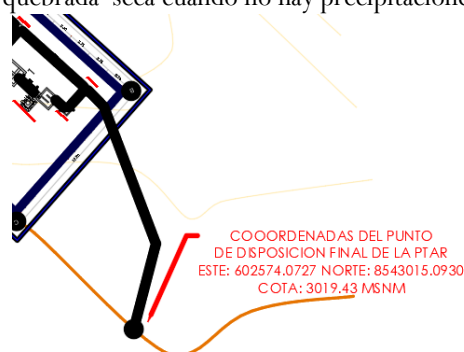 quebrada seca cuando no hay precipitacione
COOORDENADAS DEL PUNTO
DE DISPOSICION FINAL DE LA PTAR
ESTE: 602574.0727 NORTE: 8543015.0930
COTA: 3019.43 MSNM